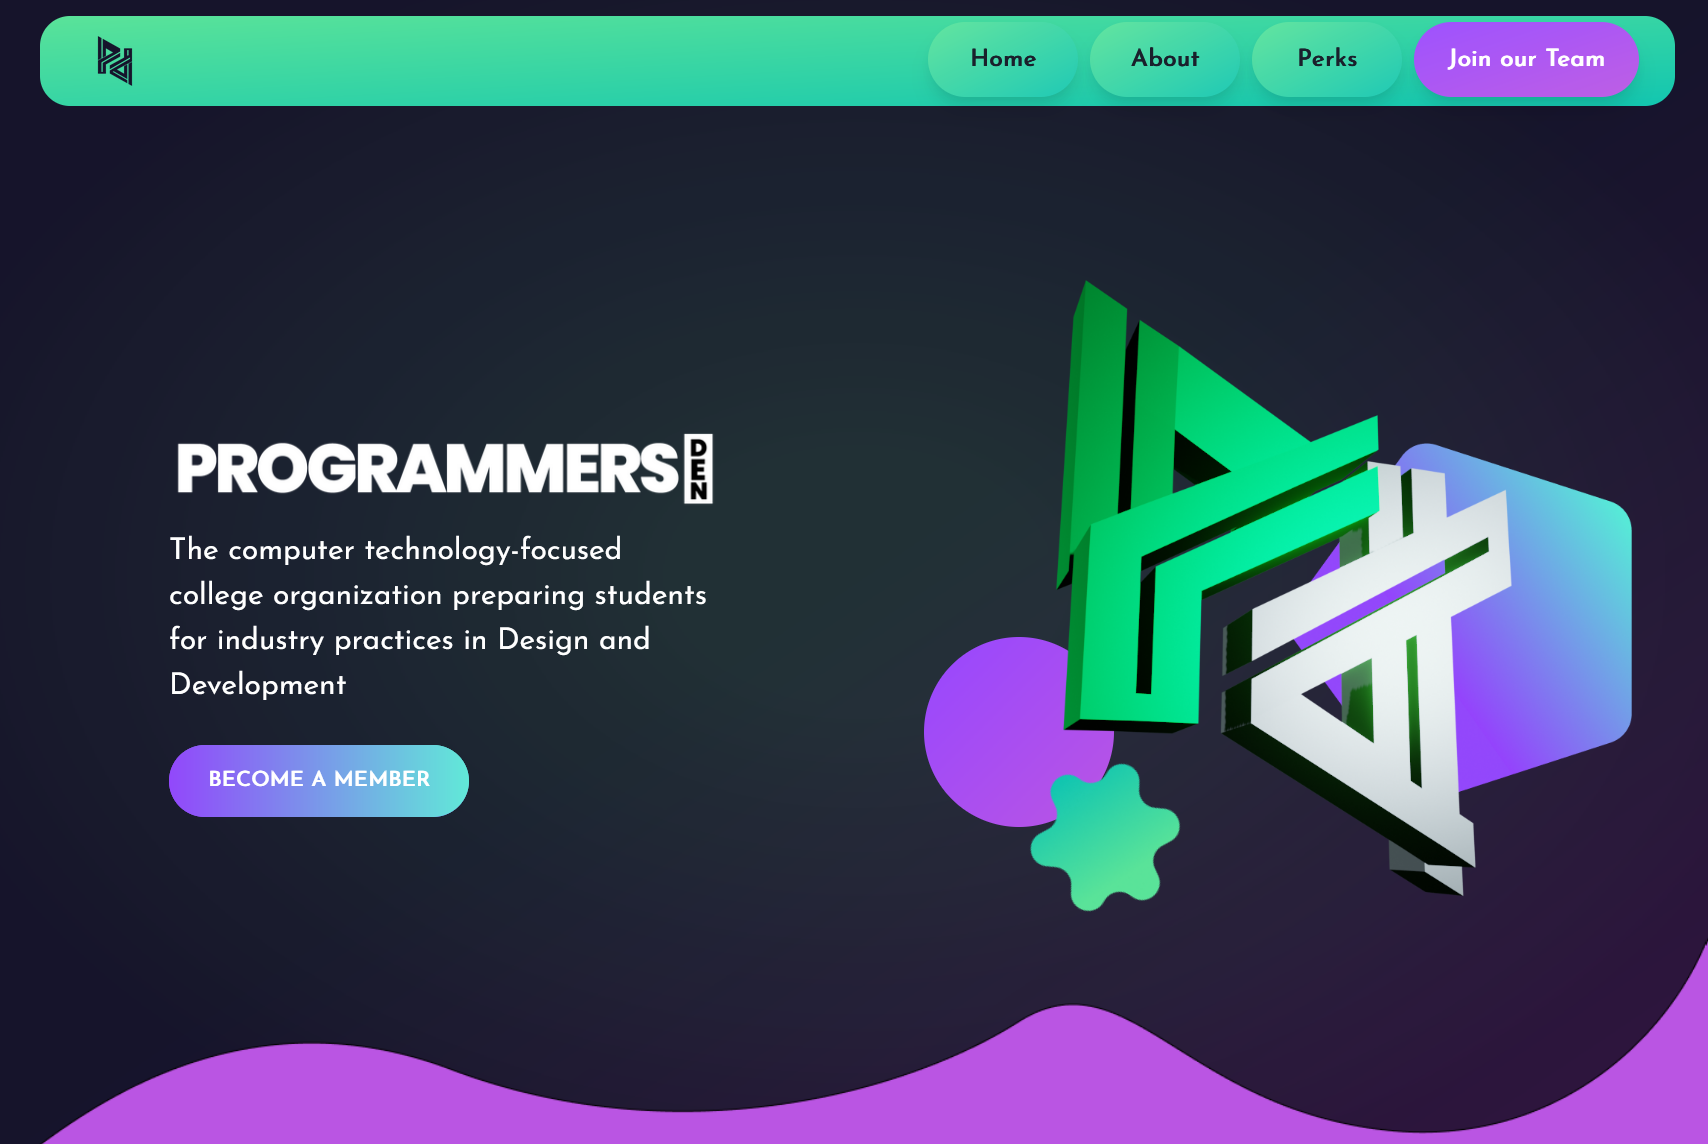 Home
About
Perks
Join our Team
PROGRAMMERS DEN
The computer technology-focused
college organization preparing students
for industry practices in Design and
Development
BECOME A MEMBER